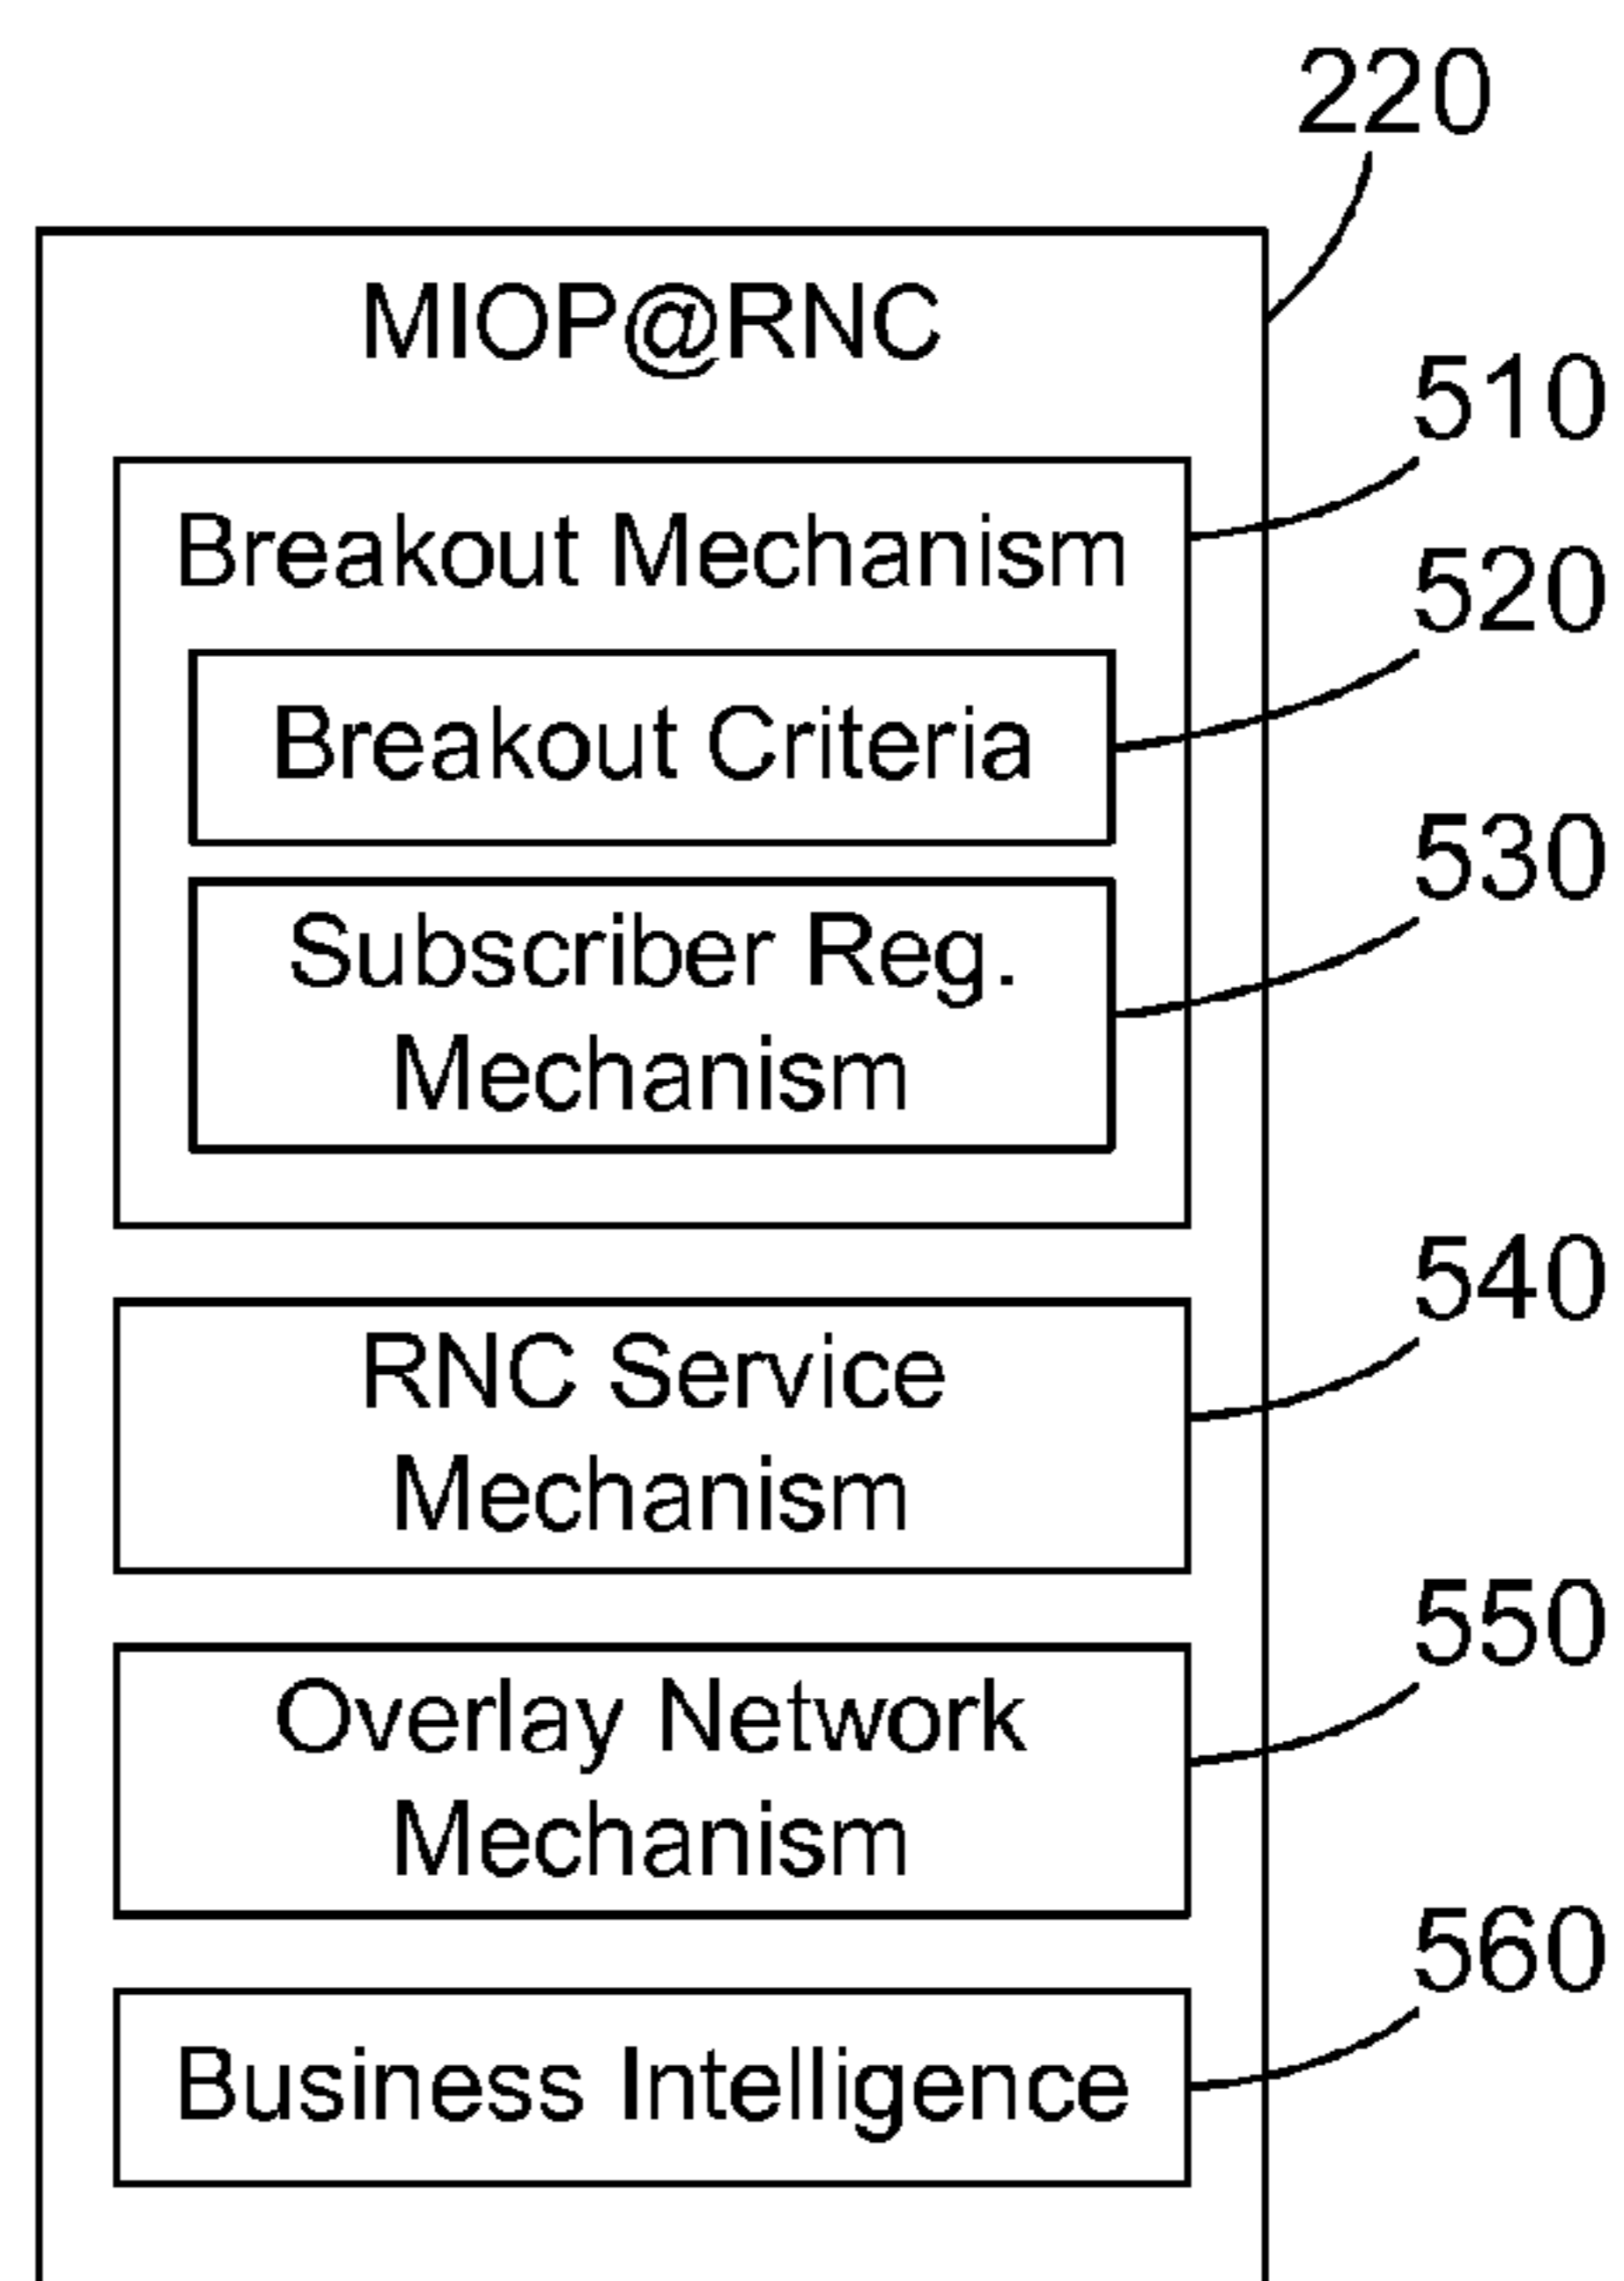 220
MIOP@RNC
510
Breakout Mechanism
520
Breakout Criteria
530
Subscriber Reg.
Mechanism
540
RNC Service
Mechanism
550
Overlay Network
Mechanism
560
Business Intelligence